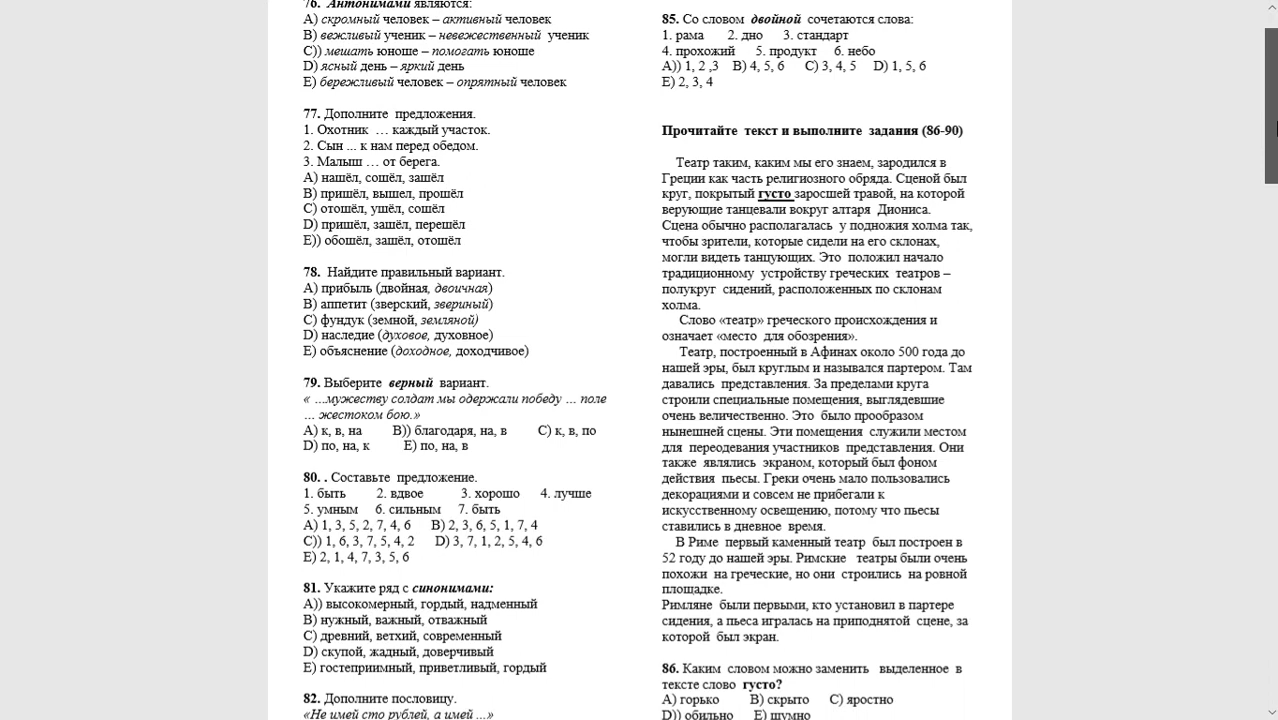 76. Антонимами являются:
A) скромный человек – активный человек
B) вежливый ученик – невежественный ученик
C)) мешать юноше – помогать юноше
D) ясный день – яркий день
E) бережливый человек – опрятный человек
77. Дополните предложения.
1. Охотник … каждый участок.
2. Сын ... к нам перед обедом.
3. Малыш … от берега.
A) нашёл, сошёл, зашёл
B) пришёл, вышел, прошёл
C) отошёл, ушёл, сошёл
D) пришёл, зашёл, перешёл
E)) обошёл, зашёл, отошёл
78. Найдите правильный вариант.
A) прибыль (двойная, двоичная)
B) аппетит (зверский, звериный)
C) фундук (земной, земляной)
D) наследие (духовое, духовное)
E) объяснение (доходное, доходчивое)
79. Выберите верный вариант.
« …мужеству солдат мы одержали победу … поле
… жестоком бою.»
A) к, в, на B)) благодаря, на, в C) к, в, по
D) по, на, к E) по, на, в
80. . Составьте предложение.
1. быть 2. вдвое 3. хорошо 4. лучше
5. умным 6. сильным 7. быть
A) 1, 3, 5, 2, 7, 4, 6 B) 2, 3, 6, 5, 1, 7, 4
C)) 1, 6, 3, 7, 5, 4, 2 D) 3, 7, 1, 2, 5, 4, 6
E) 2, 1, 4, 7, 3, 5, 6
81. Укажите ряд с синонимами:
A)) высокомерный, гордый, надменный
B) нужный, важный, отважный
C) древний, ветхий, современный
D) скупой, жадный, доверчивый
E) гостеприимный, приветливый, гордый
82. Дополните пословицу.
«Не имей сто рублей, а имей ...»
85. Со словом двойной сочетаются слова:
1. рама 2. дно 3. стандарт
4. прохожий 5. продукт 6. небо
A)) 1, 2 ,3 B) 4, 5, 6 C) 3, 4, 5 D) 1, 5, 6
E) 2, 3, 4
Прочитайте текст и выполните задания (86-90)
Театр таким, каким мы его знаем, зародился в
Греции как часть религиозного обряда. Сценой был
круг, покрытый густо заросшей травой, на которой
верующие танцевали вокруг алтаря Диониса.
Сцена обычно располагалась у подножия холма так,
чтобы зрители, которые сидели на его склонах,
могли видеть танцующих. Это положил начало
традиционному устройству греческих театров –
полукруг сидений, расположенных по склонам
холма.
Слово «театр» греческого происхождения и
означает «место для обозрения».
Театр, построенный в Афинах около 500 года до
нашей эры, был круглым и назывался партером. Там
давались представления. За пределами круга
строили специальные помещения, выглядевшие
очень величественно. Это было прообразом
нынешней сцены. Эти помещения служили местом
для переодевания участников представления. Они
также являлись экраном, который был фоном
действия пьесы. Греки очень мало пользовались
декорациями и совсем не прибегали к
искусственному освещению, потому что пьесы
ставились в дневное время.
В Риме первый каменный театр был построен в
52 году до нашей эры. Римские театры были очень
похожи на греческие, но они строились на ровной
площадке.
Римляне были первыми, кто установил в партере
сидения, а пьеса игралась на приподнятой сцене, за
которой был экран.
86. Каким словом можно заменить выделенное в
тексте слово густо?
A) горько B) скрыто C) яростно
D)) обильно E) шумно